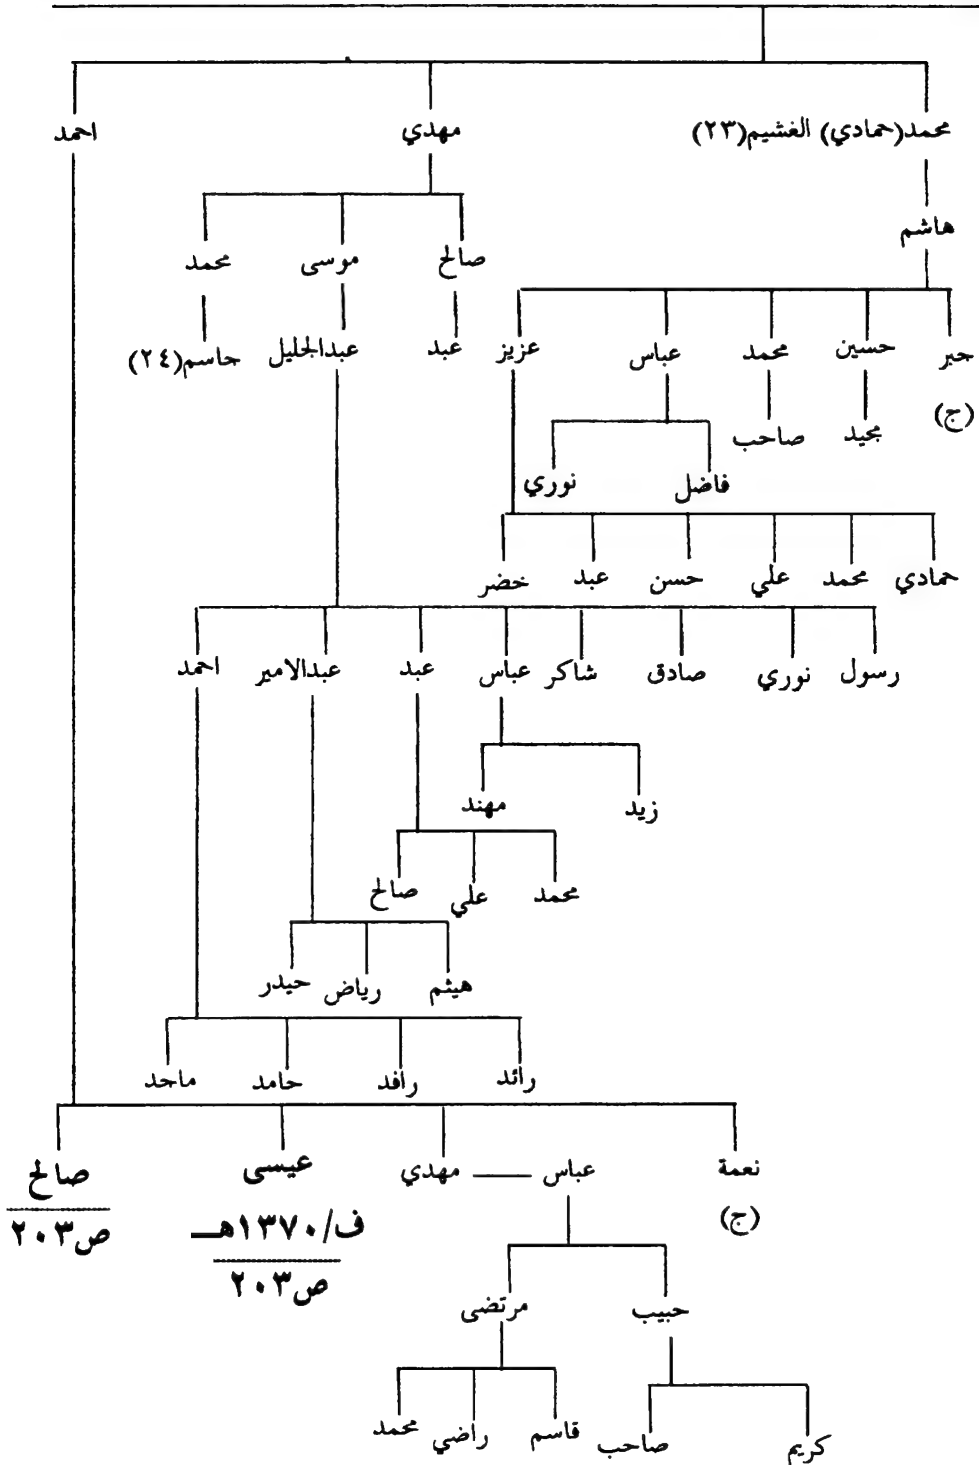 محمد(حمادي) الغشيم(٢٣) مهدي احمد
هاشم
صالح موسى محمد
جبر حسين محمد عباس عزيز عبد عبدالجليل جاسم(٢٤)
(ج) مجيد صاحب
فاضل نوري
حمادي محمد علي حسن عبد خضر
رسول نوري صادق شاكر عباس عبد عبدالامير احمد
زيد مهند
محمد علي صالح
هيثم رياض حيدر
رائد رافد حامد ماجد
نعمة عباس مهدي عيسى صالح
(ج) ف/١٣٧٠هـ ص٢٠٣
ص٢٠٣
حبيب مرتضى
كريم صاحب قاسم راضي محمد